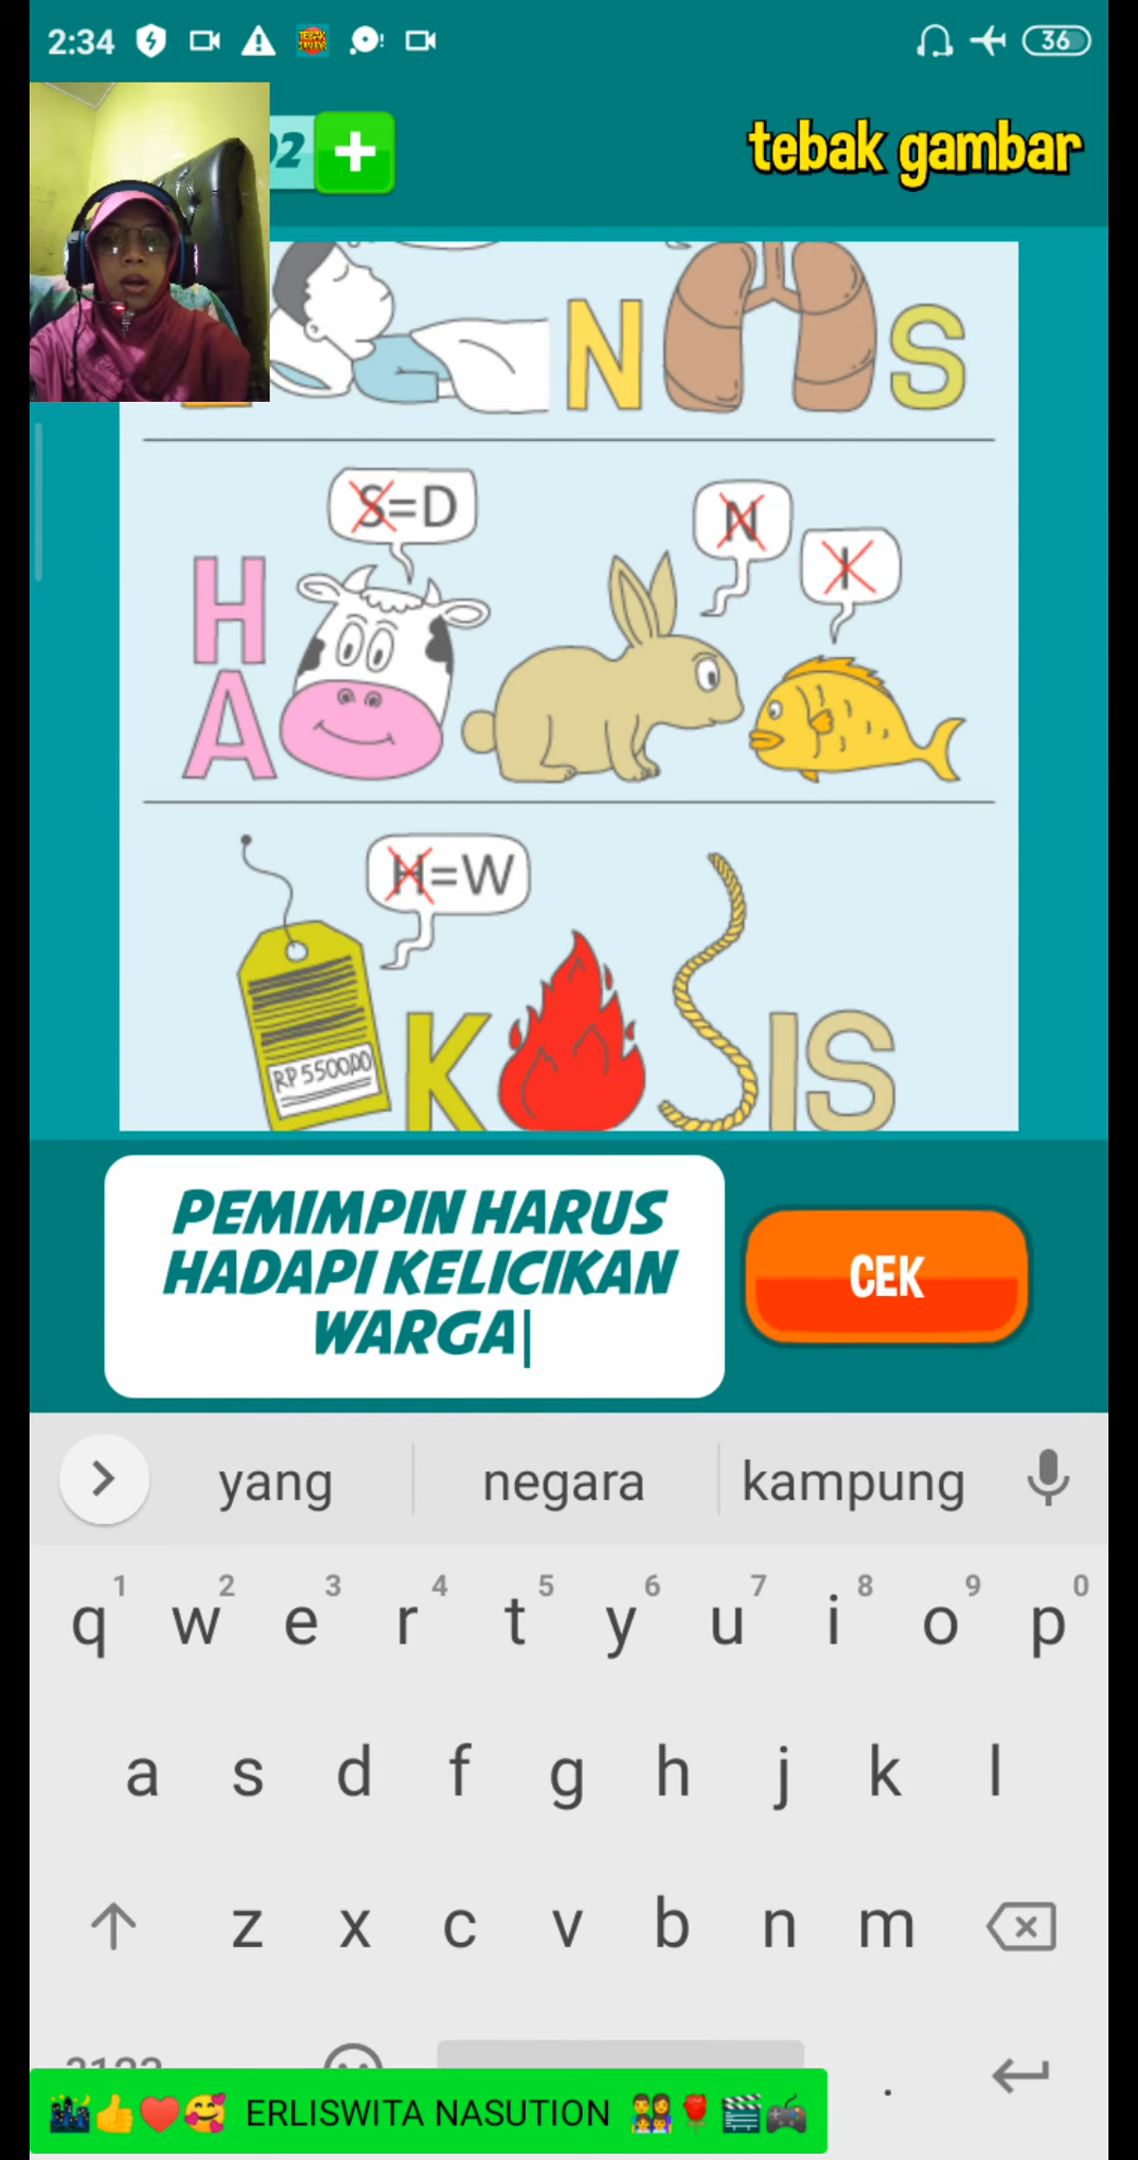 2:34
36
02 +
tebak gambar
N S
S=D
N
I
H
A
H=W
RP 5500,00
K IS
PEMIMPIN HARUS
HADAPI KELICIKAN
WARGA
CEK
yang negara kampung
1 2 3 4 5 6 7 8 9 0
q w e r t y u i o p
a s d f g h j k l
z x c v b n m
.
ERLISWITA NASUTION